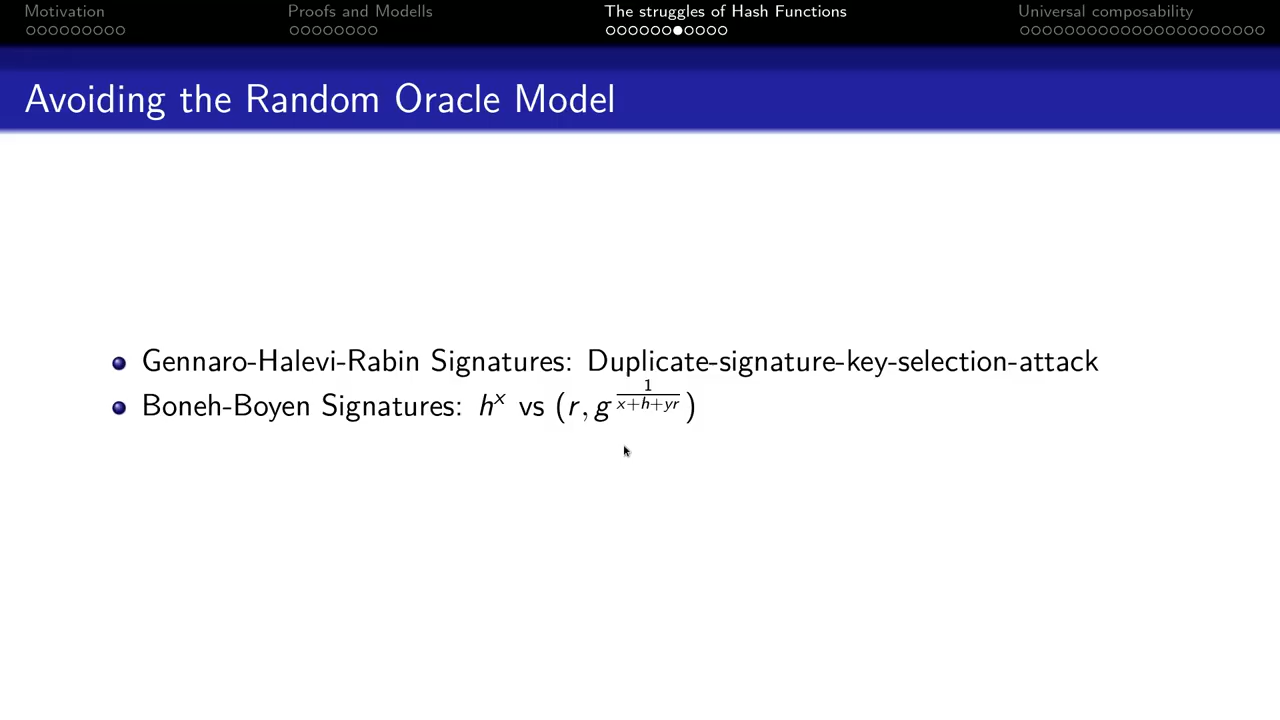 Motivation
Proofs and Modells
The struggles of Hash Functions
Universal composability
Avoiding the Random Oracle Model
Gennaro-Halevi-Rabin Signatures: Duplicate-signature-key-selection-attack
Boneh-Boyen Signatures: h^x vs (r, g^{\frac{1}{x+h+yr}})